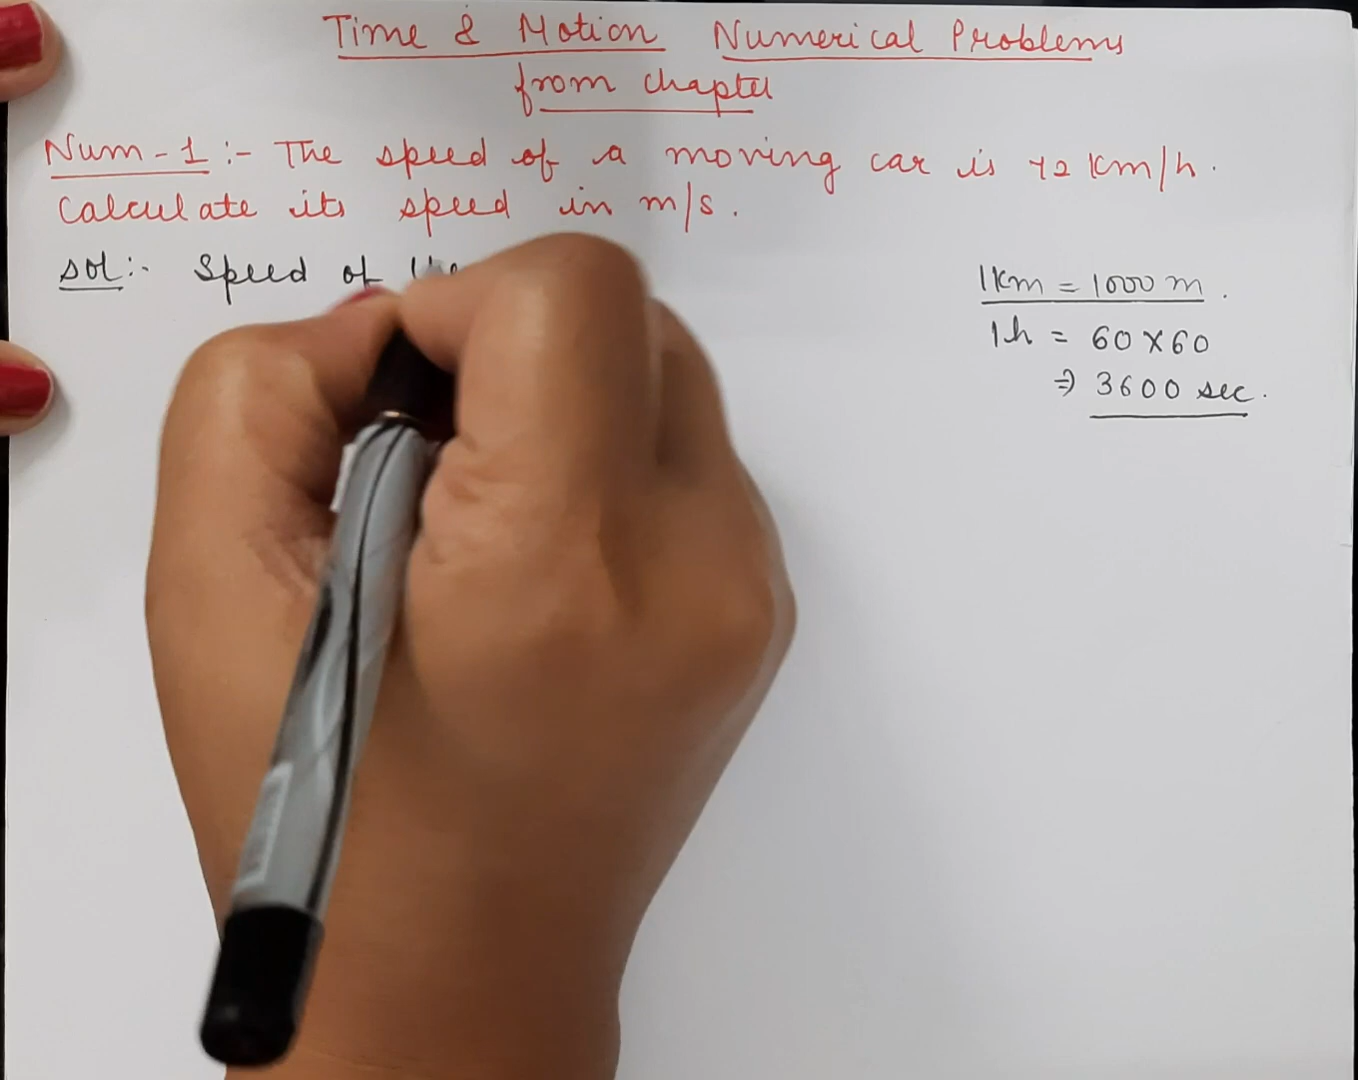 Time & Motion Numerical Problems
from chapter
Num-1:- The speed of a moving car is 72 km/h.
Calculate its speed in m/s.
Sol:- Speed of the
1km = 1000 m.
1h = 60 x 60
⇒ 3600 sec.